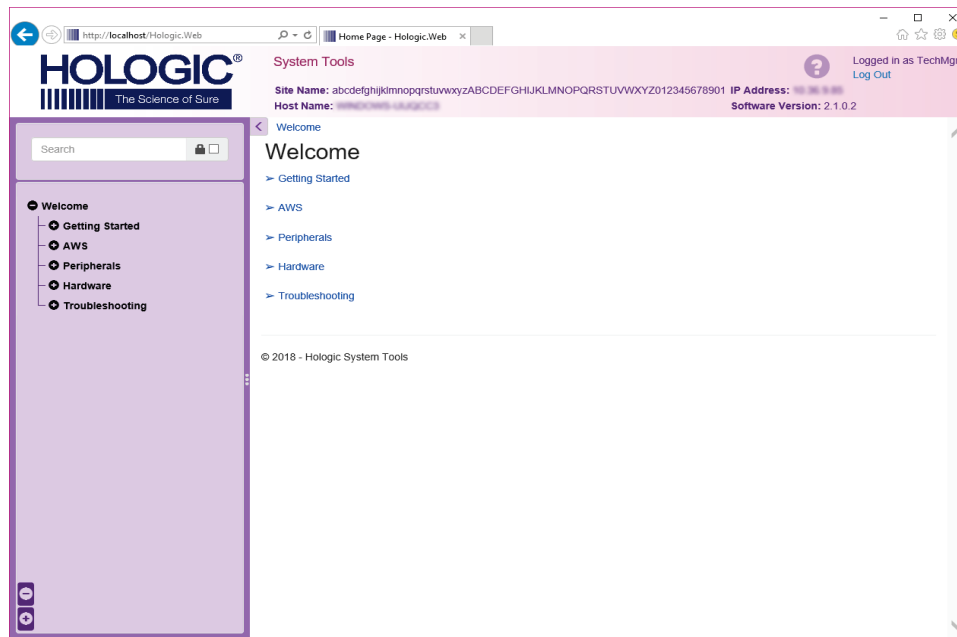 http://localhost/Hologic.Web
Home Page - Hologic.Web
HOLOGIC®
The Science of Sure
System Tools
Logged in as TechMgr
Log Out
Site Name: abcdefghijklmnopqrstuvwxyzABCDEFGHIJKLMNOPQRSTUVWXYZ012345678901 IP Address:
Host Name:
Software Version: 2.1.0.2
Search
Welcome
Getting Started
AWS
Peripherals
Hardware
Troubleshooting
Welcome
Welcome
➢ Getting Started
➢ AWS
➢ Peripherals
➢ Hardware
➢ Troubleshooting
© 2018 - Hologic System Tools